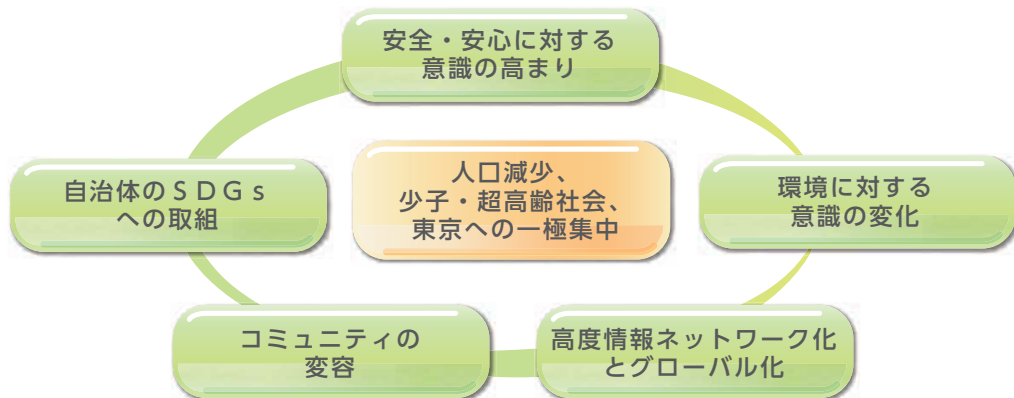 安全・安心に対する
意識の高まり
人口減少、
少子・超高齢社会、
東京への一極集中
自治体のＳＤＧｓ
への取組
環境に対する
意識の変化
コミュニティの
変容
高度情報ネットワーク化
とグローバル化